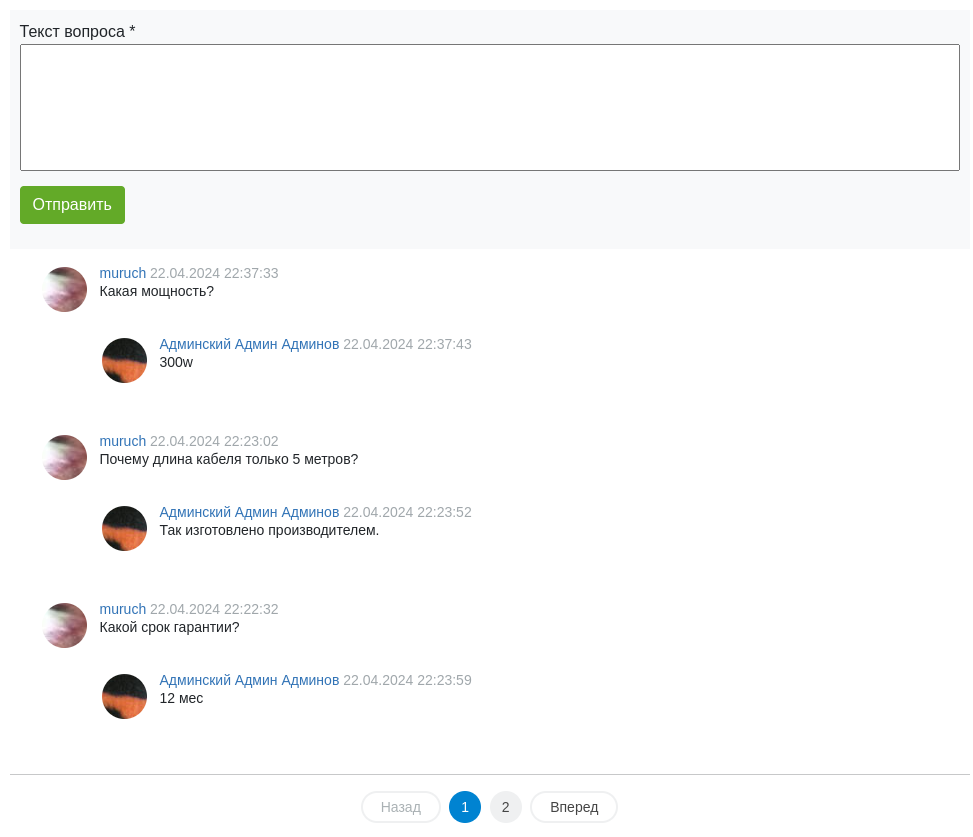 Текст вопроса *
Отправить
muruch 22.04.2024 22:37:33
Какая мощность?
Админский Админ Админов 22.04.2024 22:37:43
300w
muruch 22.04.2024 22:23:02
Почему длина кабеля только 5 метров?
Админский Админ Админов 22.04.2024 22:23:52
Так изготовлено производителем.
muruch 22.04.2024 22:22:32
Какой срок гарантии?
Админский Админ Админов 22.04.2024 22:23:59
12 мес
Назад 1 2 Вперед